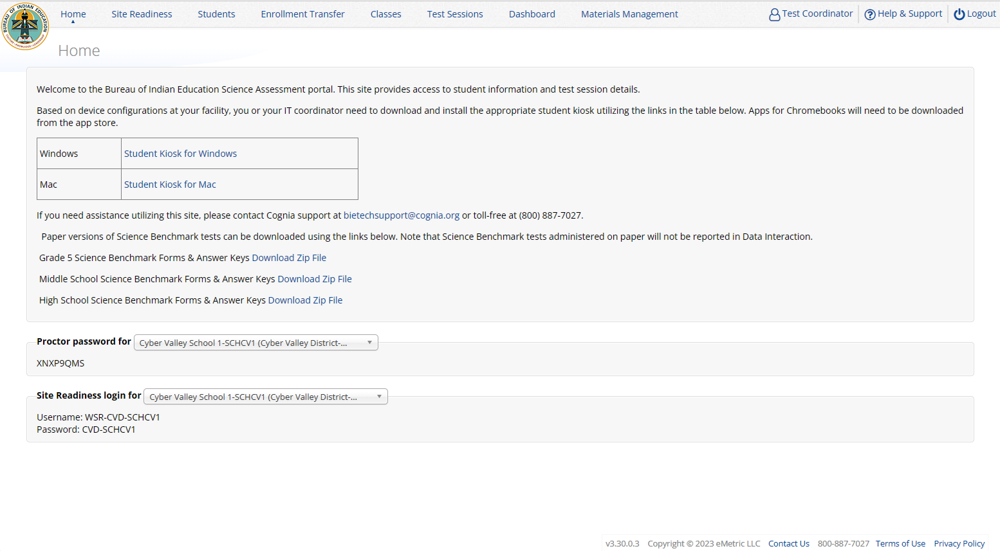 BUREAU OF INDIAN EDUCATION
CULTURE • KNOWLEDGE • LEADERSHIP
Home
Site Readiness
Students
Enrollment Transfer
Classes
Test Sessions
Dashboard
Materials Management
Test Coordinator
Help & Support
Logout
Home
Welcome to the Bureau of Indian Education Science Assessment portal. This site provides access to student information and test session details.
Based on device configurations at your facility, you or your IT coordinator need to download and install the appropriate student kiosk utilizing the links in the table below. Apps for Chromebooks will need to be downloaded
from the app store.
Windows Student Kiosk for Windows
Mac Student Kiosk for Mac
If you need assistance utilizing this site, please contact Cognia support at bietechsupport@cognia.org or toll-free at (800) 887-7027.
Paper versions of Science Benchmark tests can be downloaded using the links below. Note that Science Benchmark tests administered on paper will not be reported in Data Interaction.
Grade 5 Science Benchmark Forms & Answer Keys Download Zip File
Middle School Science Benchmark Forms & Answer Keys Download Zip File
High School Science Benchmark Forms & Answer Keys Download Zip File
Proctor password for Cyber Valley School 1-SCHCV1 (Cyber Valley District-...
XNXP9QMS
Site Readiness login for Cyber Valley School 1-SCHCV1 (Cyber Valley District-...
Username: WSR-CVD-SCHCV1
Password: CVD-SCHCV1
v3.30.0.3 Copyright © 2023 eMetric LLC Contact Us 800-887-7027 Terms of Use Privacy Policy